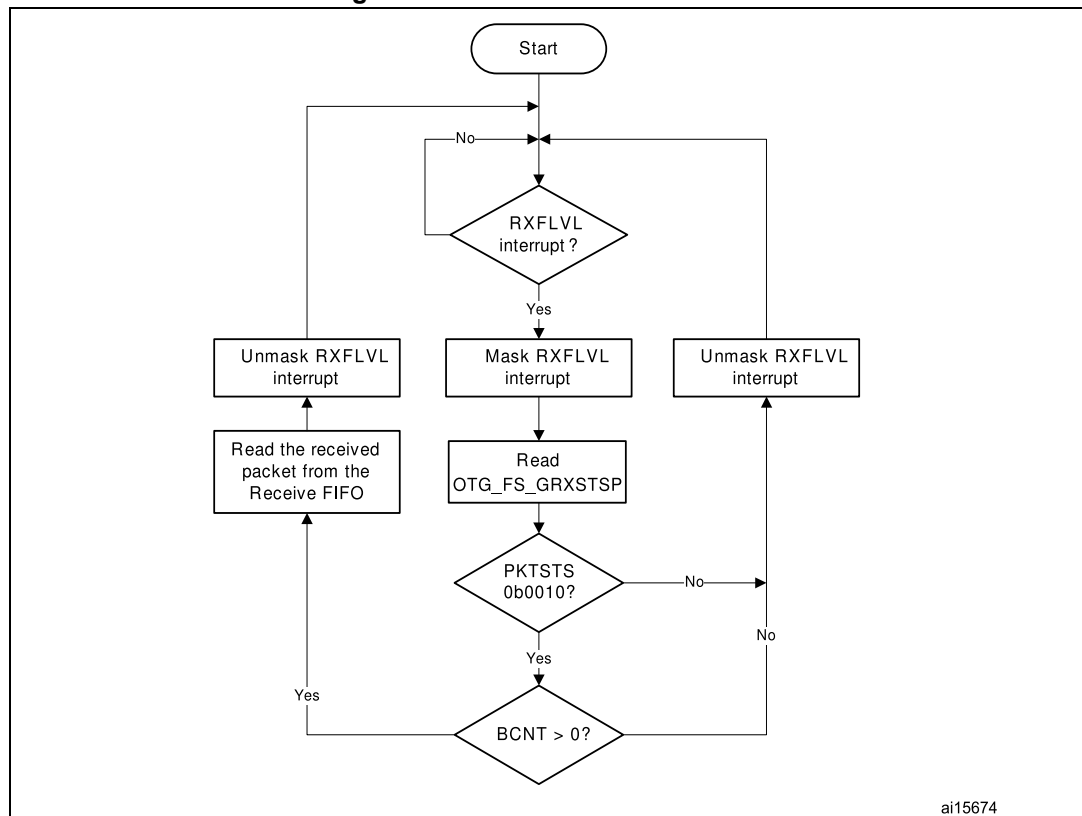 Start
No
RXFLVL
interrupt?
Yes
Unmask RXFLVL
interrupt
Mask RXFLVL
interrupt
Unmask RXFLVL
interrupt
Read the received
packet from the
Receive FIFO
Read
OTG_FS_GRXSTSP
PKTSTS
0b0010?
No
No
Yes
Yes
BCNT > 0?
ai15674